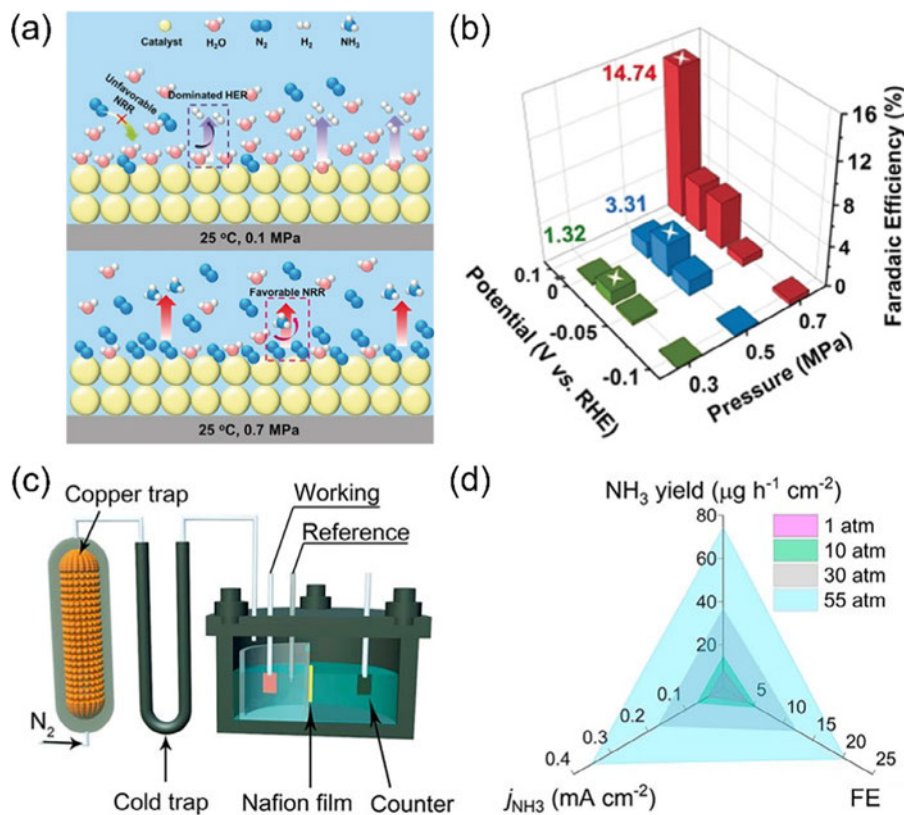 (a)
Catalyst H₂O N₂ H₂ NH₃
Unfavorable
NRR
Dominated HER
25 °C, 0.1 MPa
Favorable NRR
25 °C, 0.7 MPa
(b)
14.74
3.31
1.32
16
12
8
4
0
Faradaic Efficiency (%)
0.1
0
-0.05
-0.1
Potential (V vs. RHE)
0.3
0.5
0.7
Pressure (MPa)
(c)
Copper trap
Working
Reference
N₂
Cold trap
Nafion film
Counter
(d)
NH₃ yield (µg h⁻¹ cm⁻²)
80
60
40
20
1 atm
10 atm
30 atm
55 atm
0.1
0.2
0.3
0.4
5
10
15
20
25
jNH3 (mA cm⁻²)
FE